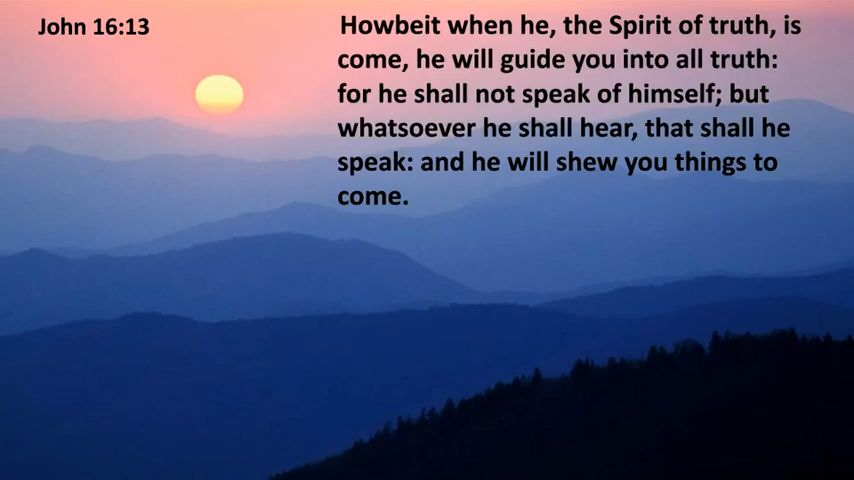 John 16:13
Howbeit when he, the Spirit of truth, is
come, he will guide you into all truth:
for he shall not speak of himself; but
whatsoever he shall hear, that shall he
speak: and he will shew you things to
come.